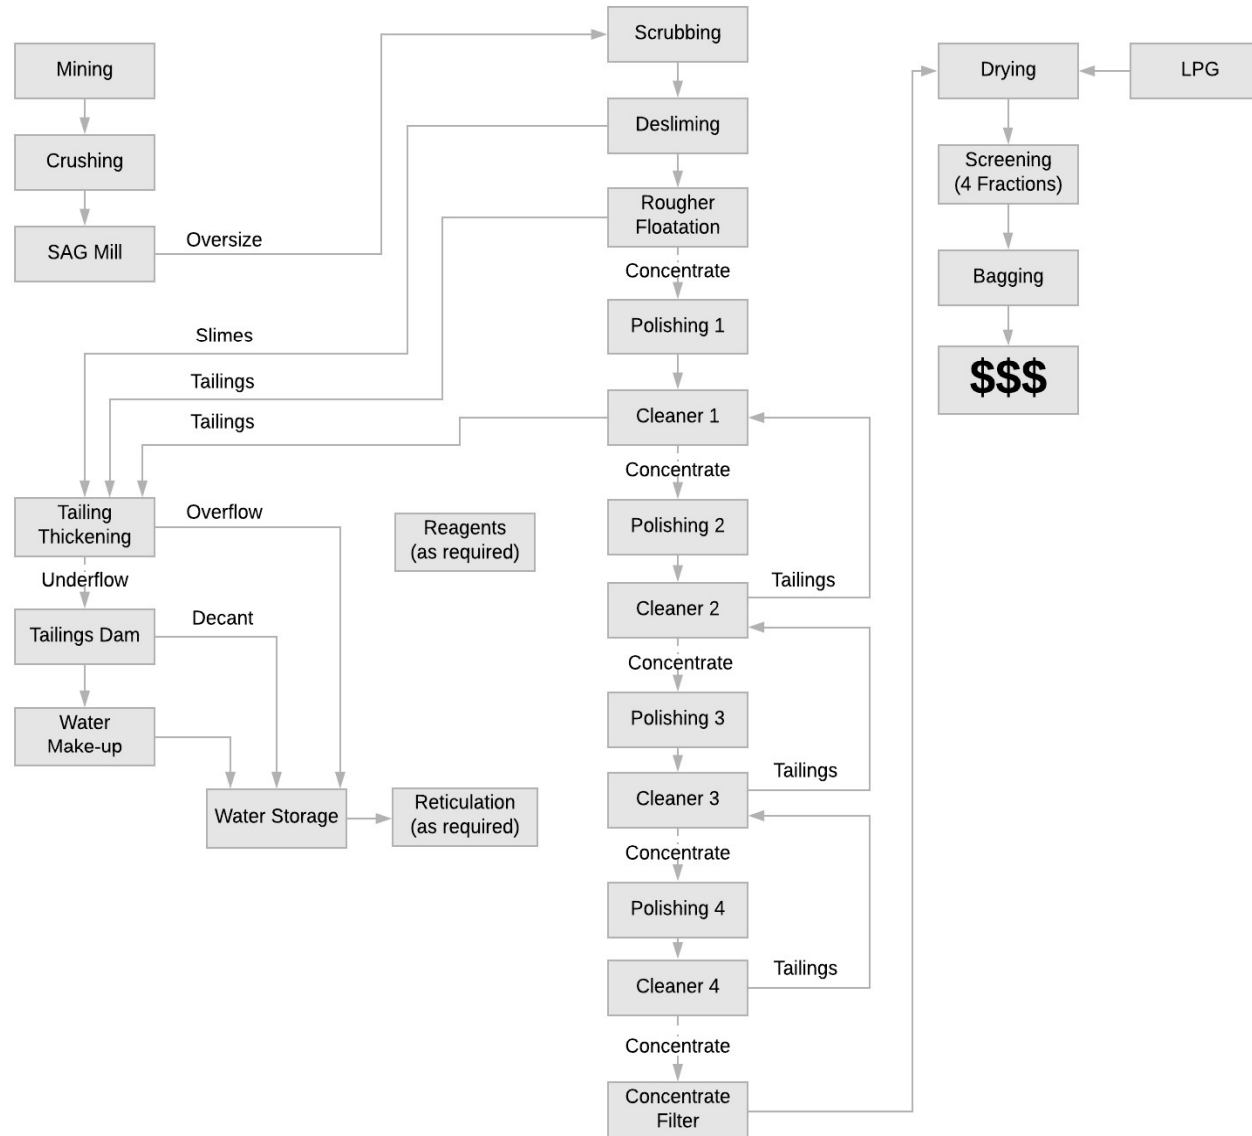 Mining
Crushing
SAG Mill
Oversize
Slimes
Tailings
Tailings
Tailing
Thickening
Overflow
Underflow
Tailings Dam
Decant
Water
Make-up
Water Storage
Reticulation
(as required)
Reagents
(as required)
Scrubbing
Desliming
Rougher
Floatation
Concentrate
Polishing 1
Cleaner 1
Concentrate
Polishing 2
Cleaner 2
Tailings
Concentrate
Polishing 3
Cleaner 3
Tailings
Concentrate
Polishing 4
Cleaner 4
Tailings
Concentrate
Concentrate
Filter
Drying
LPG
Screening
(4 Fractions)
Bagging
$$$